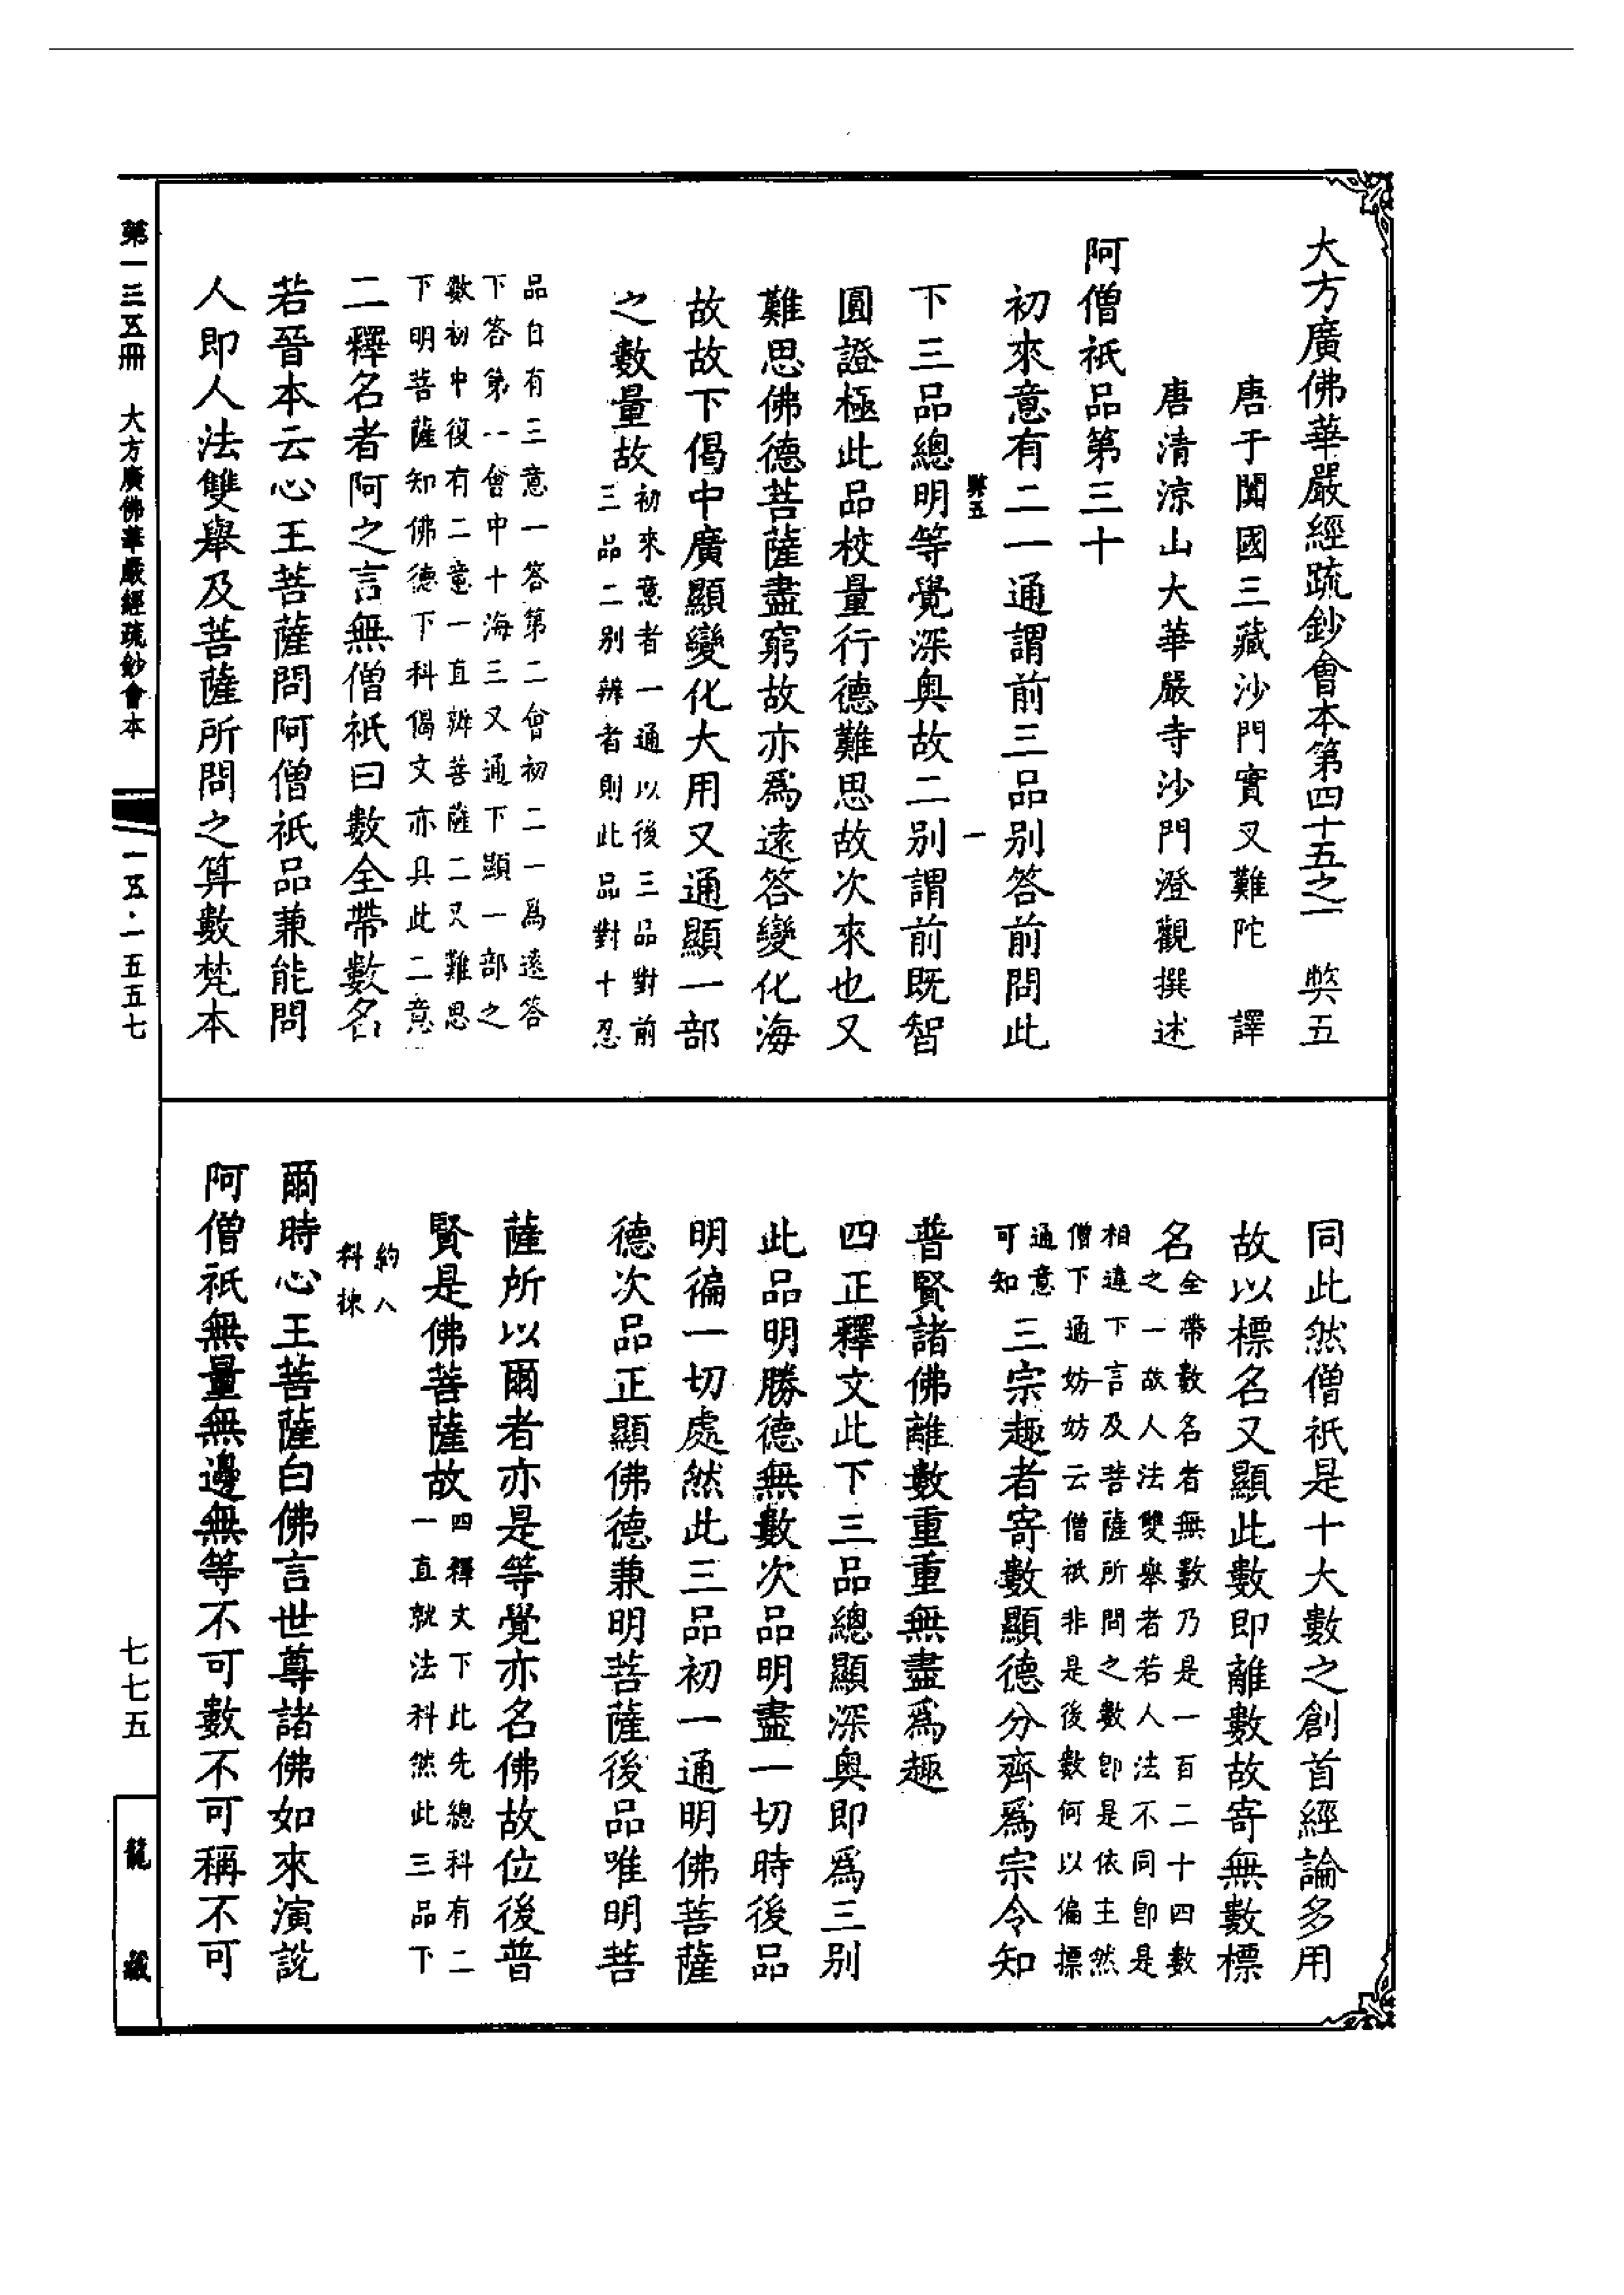 大方廣佛華嚴經疏鈔會本第四十五之一　弊五
唐于闐國三藏沙門實叉難陀　譯
唐清涼山大華嚴寺沙門澄觀撰述
阿僧祇品第三十
初來意有二一通謂前三品別答前問此
弊五　一
下三品總明等覺深奥故二別謂前既智
圓證極此品校量行德難思故次來也又
難思佛德菩薩盡窮故亦爲遠答變化海
故故下偈中廣顯變化大用又通顯一部
之數量故
初來意者一通以後三品對前
三品二別辨者則此品對十忍
品自有三意一答第二會初二一爲遠答
下答第一會中十海三又通下顯一部之
數初中復有二意一直辨菩薩二又難思
下明菩薩知佛德下科偈文亦具此二意
二釋名者阿之言無僧祇曰數全帶數名
若晉本云心王菩薩問阿僧祇品兼能問
人即人法雙舉及菩薩所問之算數梵本
同此然僧祇是十大數之創首經論多用
故以標名又顯此數即離數故寄無數標
名
全帶數名者無數乃是一百二十四數
之一故人法雙舉者若人法不同卽是
相違下言及菩薩所問之數卽是依主然
僧下通妨妨云僧祇非是後數何以偏標
通意
可知
三宗趣者寄數顯德分齊爲宗令知
普賢諸佛離數重重無盡爲趣
四正釋文此下三品總顯深奥即爲三別
此品明勝德無數次品明盡一切時後品
明徧一切處然此三品初一通明佛菩薩
德次品正顯佛德兼明菩薩後品唯明菩
薩所以爾者亦是等覺亦名佛故位後普
賢是佛菩薩故
四釋文下此先總科有二
一直就法科然此三品下
約八
料揀
爾時心王菩薩白佛言世尊諸佛如來演說
阿僧祇無量無邊無等不可數不可稱不可
第一三五冊　大方廣佛華嚴經疏鈔會本
一五·一五五七
七七五
龍　藏